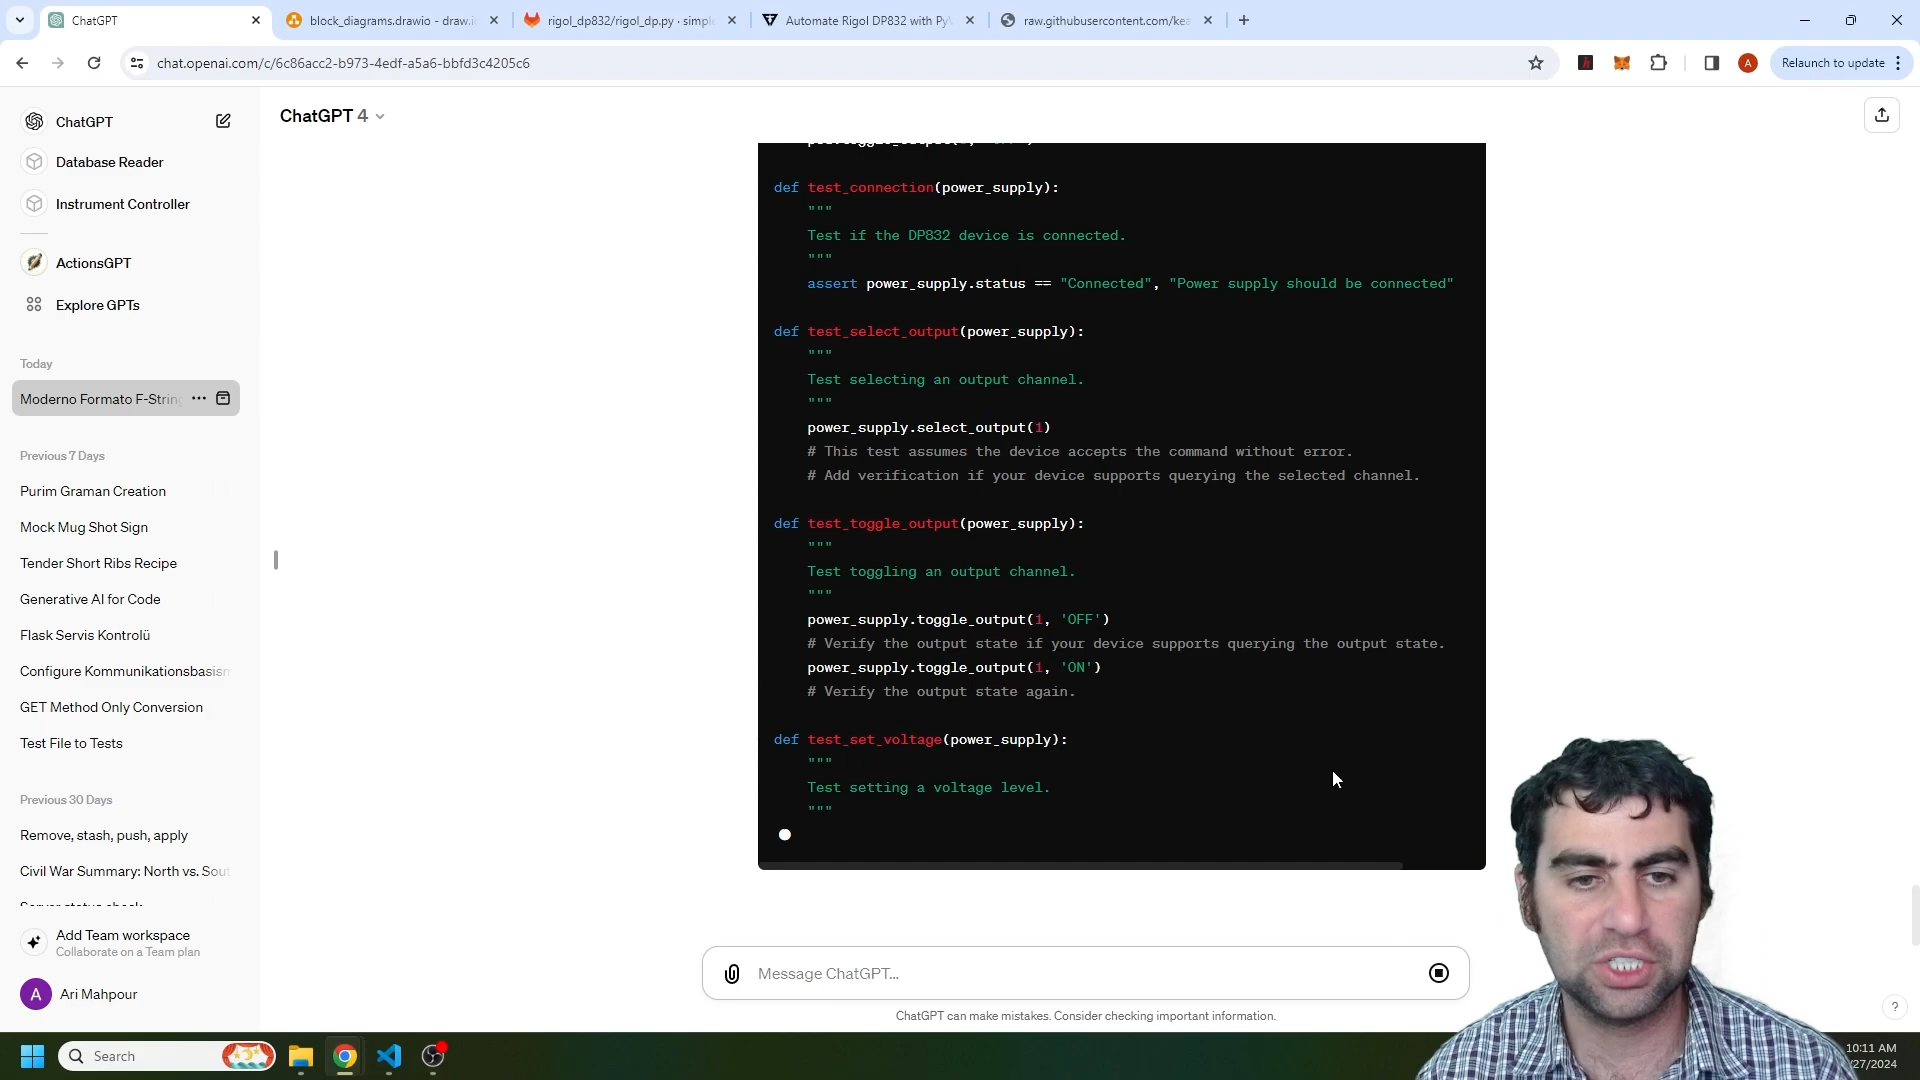 ChatGPT
block_diagrams.drawio - draw.i
rigol_dp832/rigol_dp.py · simple
Automate Rigol DP832 with PyV
raw.githubusercontent.com/kea
chat.openai.com/c/6c86acc2-b973-4edf-a5a6-bbfd3c4205c6
A
Relaunch to update
ChatGPT
Database Reader
Instrument Controller
ActionsGPT
Explore GPTs
Today
Moderno Formato F-String
Previous 7 Days
Purim Graman Creation
Mock Mug Shot Sign
Tender Short Ribs Recipe
Generative AI for Code
Flask Servis Kontrolü
Configure Kommunikationsbasism
GET Method Only Conversion
Test File to Tests
Previous 30 Days
Remove, stash, push, apply
Civil War Summary: North vs. Sout
Add Team workspace
Collaborate on a Team plan
A
Ari Mahpour
ChatGPT 4
def test_connection(power_supply):
"""
Test if the DP832 device is connected.
"""
assert power_supply.status == "Connected", "Power supply should be connected"
def test_select_output(power_supply):
"""
Test selecting an output channel.
"""
power_supply.select_output(1)
# This test assumes the device accepts the command without error.
# Add verification if your device supports querying the selected channel.
def test_toggle_output(power_supply):
"""
Test toggling an output channel.
"""
power_supply.toggle_output(1, 'OFF')
# Verify the output state if your device supports querying the output state.
power_supply.toggle_output(1, 'ON')
# Verify the output state again.
def test_set_voltage(power_supply):
"""
Test setting a voltage level.
"""
Message ChatGPT...
ChatGPT can make mistakes. Consider checking important information.
?
Search
10:11 AM
/27/2024